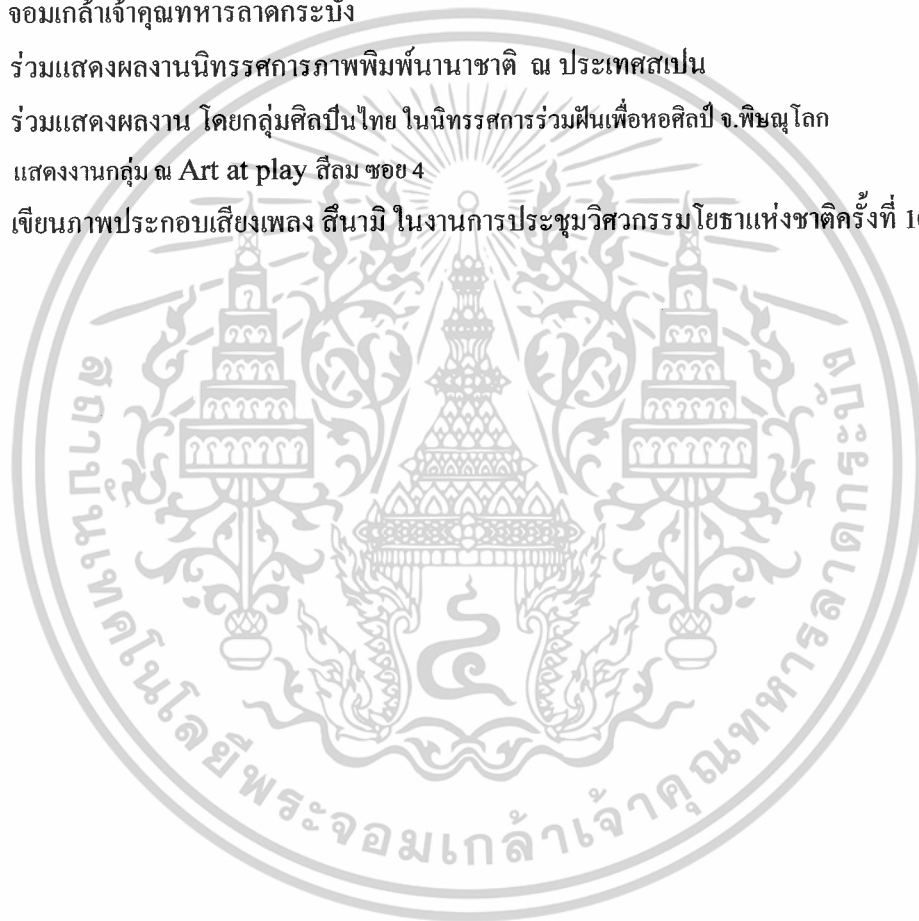 จอมเกล้าเจ้าคุณทหารลาดกระบัง
ร่วมแสดงผลงานนิทรรศการภาพพิมพ์นานาชาติ ณ ประเทศสเปน
ร่วมแสดงผลงาน โดยกลุ่มศิลปินไทย ในนิทรรศการร่วมฝันเพื่อหอศิลป์ จ.พิษณุโลก
แสดงงานกลุ่ม ณ Art at play สีลม ซอย 4
เขียนภาพประกอบเสียงเพลง สึนามิ ในงานการประชุมวิศวกรรมโยธาแห่งชาติครั้งที่
สถาบันเทคโนโลยีพระจอมเกล้าเจ้าคุณทหารลาดกระบัง
๔